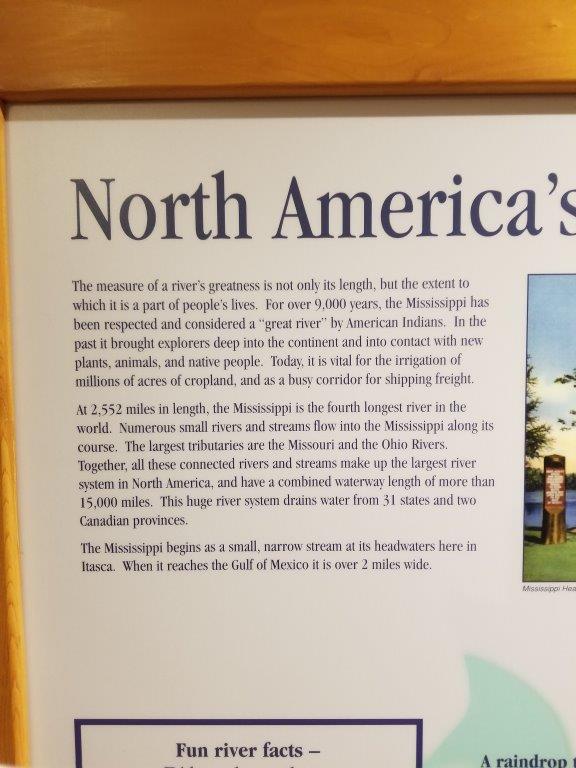 North America's
The measure of a river's greatness is not only its length, but the extent to
which it is a part of people's lives. For over 9,000 years, the Mississippi has
been respected and considered a “great river” by American Indians. In the
past it brought explorers deep into the continent and into contact with new
plants, animals, and native people. Today, it is vital for the irrigation of
millions of acres of cropland, and as a busy corridor for shipping freight.
At 2,552 miles in length, the Mississippi is the fourth longest river in the
world. Numerous small rivers and streams flow into the Mississippi along its
course. The largest tributaries are the Missouri and the Ohio Rivers.
Together, all these connected rivers and streams make up the largest river
system in North America, and have a combined waterway length of more than
15,000 miles. This huge river system drains water from 31 states and two
Canadian provinces.
The Mississippi begins as a small, narrow stream at its headwaters here in
Itasca. When it reaches the Gulf of Mexico it is over 2 miles wide.
Mississippi Hea
Fun river facts –
A raindrop